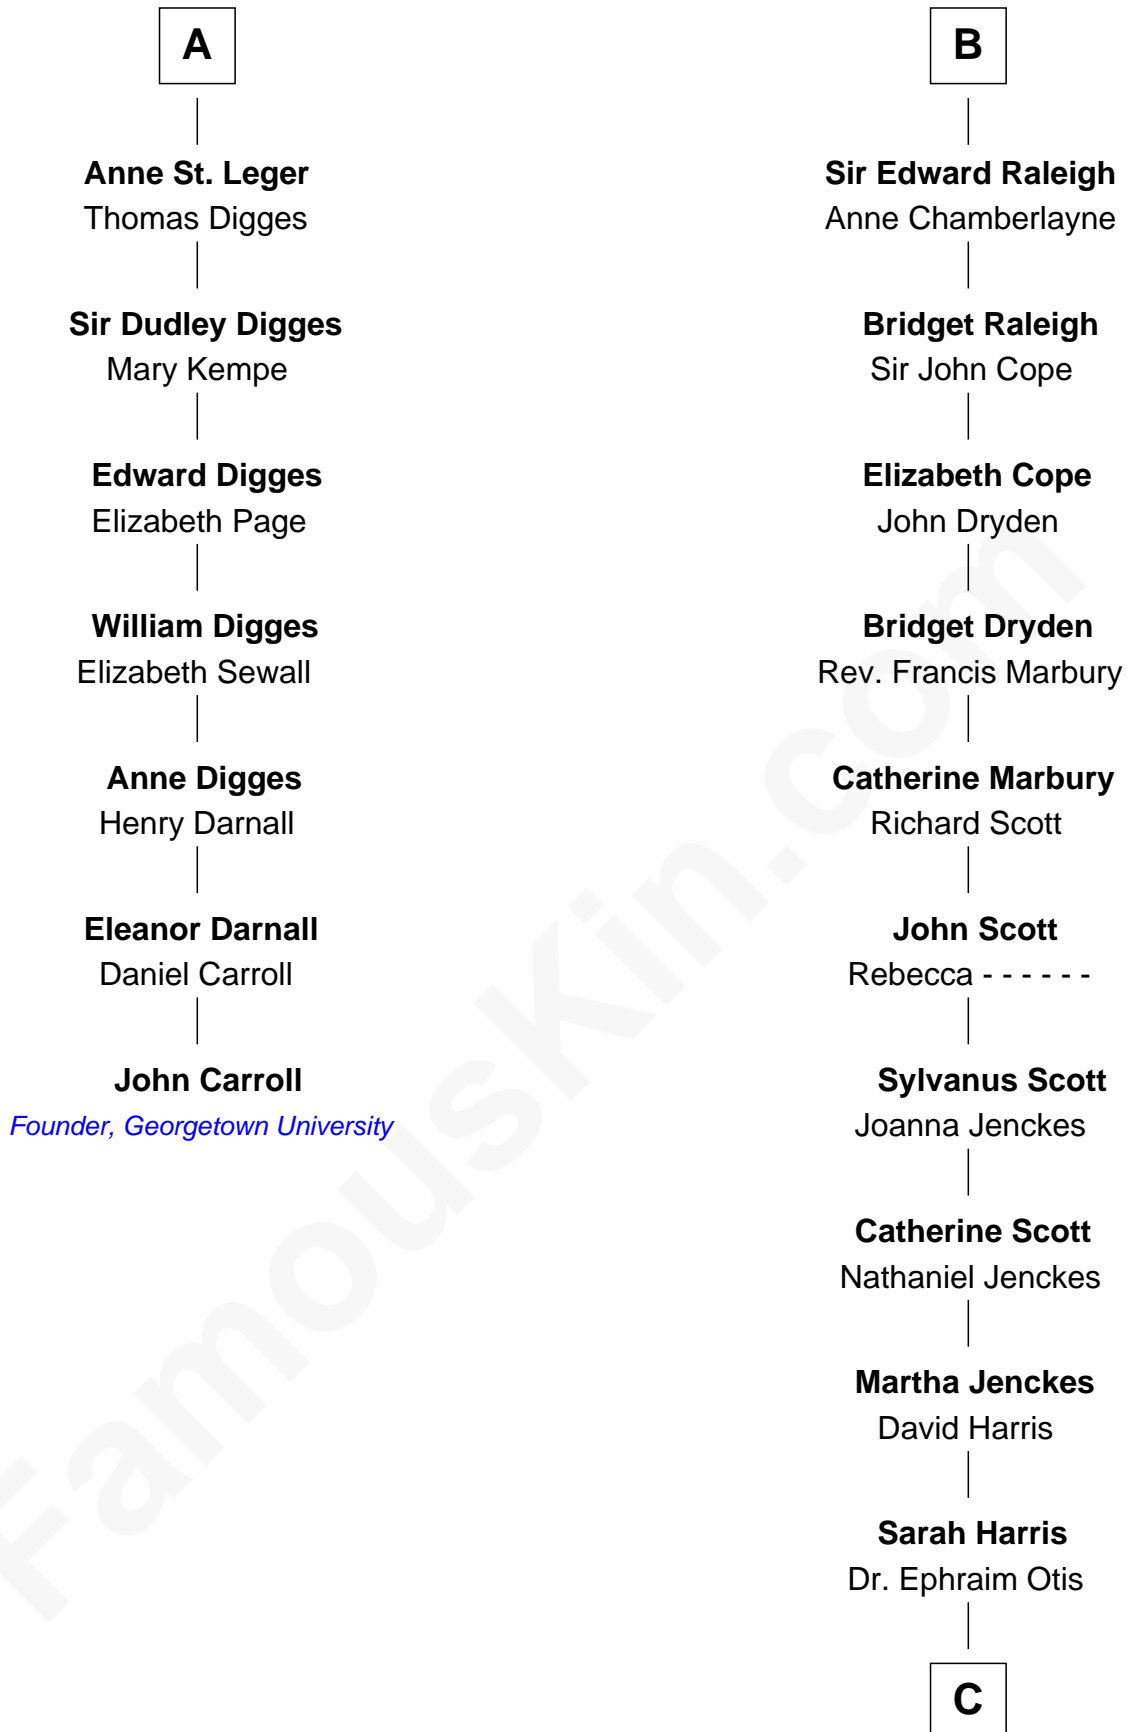 A
Anne St. Leger
Thomas Digges
Sir Dudley Digges
Mary Kempe
Edward Digges
Elizabeth Page
William Digges
Elizabeth Sewall
Anne Digges
Henry Darnall
Eleanor Darnall
Daniel Carroll
John Carroll
Founder, Georgetown University
B
Sir Edward Raleigh
Anne Chamberlayne
Bridget Raleigh
Sir John Cope
Elizabeth Cope
John Dryden
Bridget Dryden
Rev. Francis Marbury
Catherine Marbury
Richard Scott
John Scott
Rebecca - - - - - -
Sylvanus Scott
Joanna Jenckes
Catherine Scott
Nathaniel Jenckes
Martha Jenckes
David Harris
Sarah Harris
Dr. Ephraim Otis
C
FamousKin.com